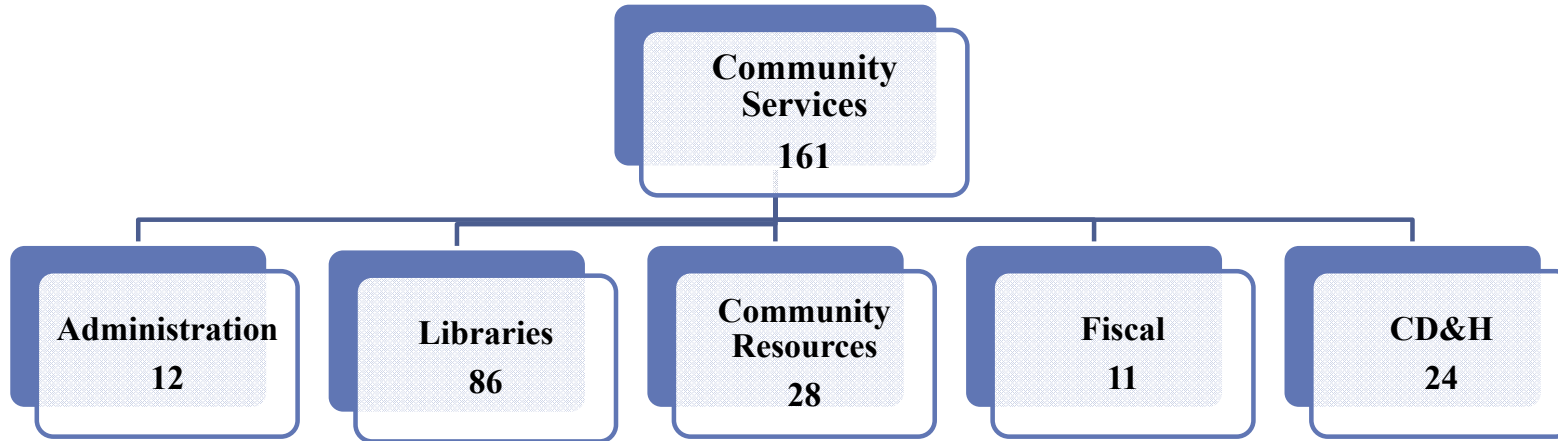 Community
Services
161
Administration
12
Libraries
86
Community
Resources
28
Fiscal
11
CD&H
24